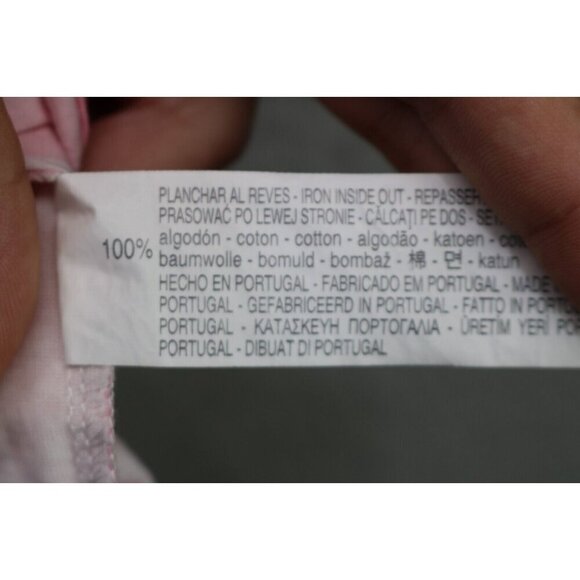 PLANCHAR AL REVES - IRON INSIDE OUT - REPASSER
PRASOWAĆ PO LEWEJ STRONIE - CĂLCAŢI PE DOS -
100% algodón - coton - cotton - algodão - katoen -
baumwolle - bomuld - bombaž - 棉 - 면 - katun
HECHO EN PORTUGAL - FABRICADO EM PORTUGAL - MADE
PORTUGAL - GEFABRICEERD IN PORTUGAL - FATTO IN
PORTUGAL - ΚΑΤΑΣΚΕΥΗ ΠΟΡΤΟΓΑΛΙΑ - ÜRETİM YERİ
PORTUGAL - DIBUAT DI PORTUGAL